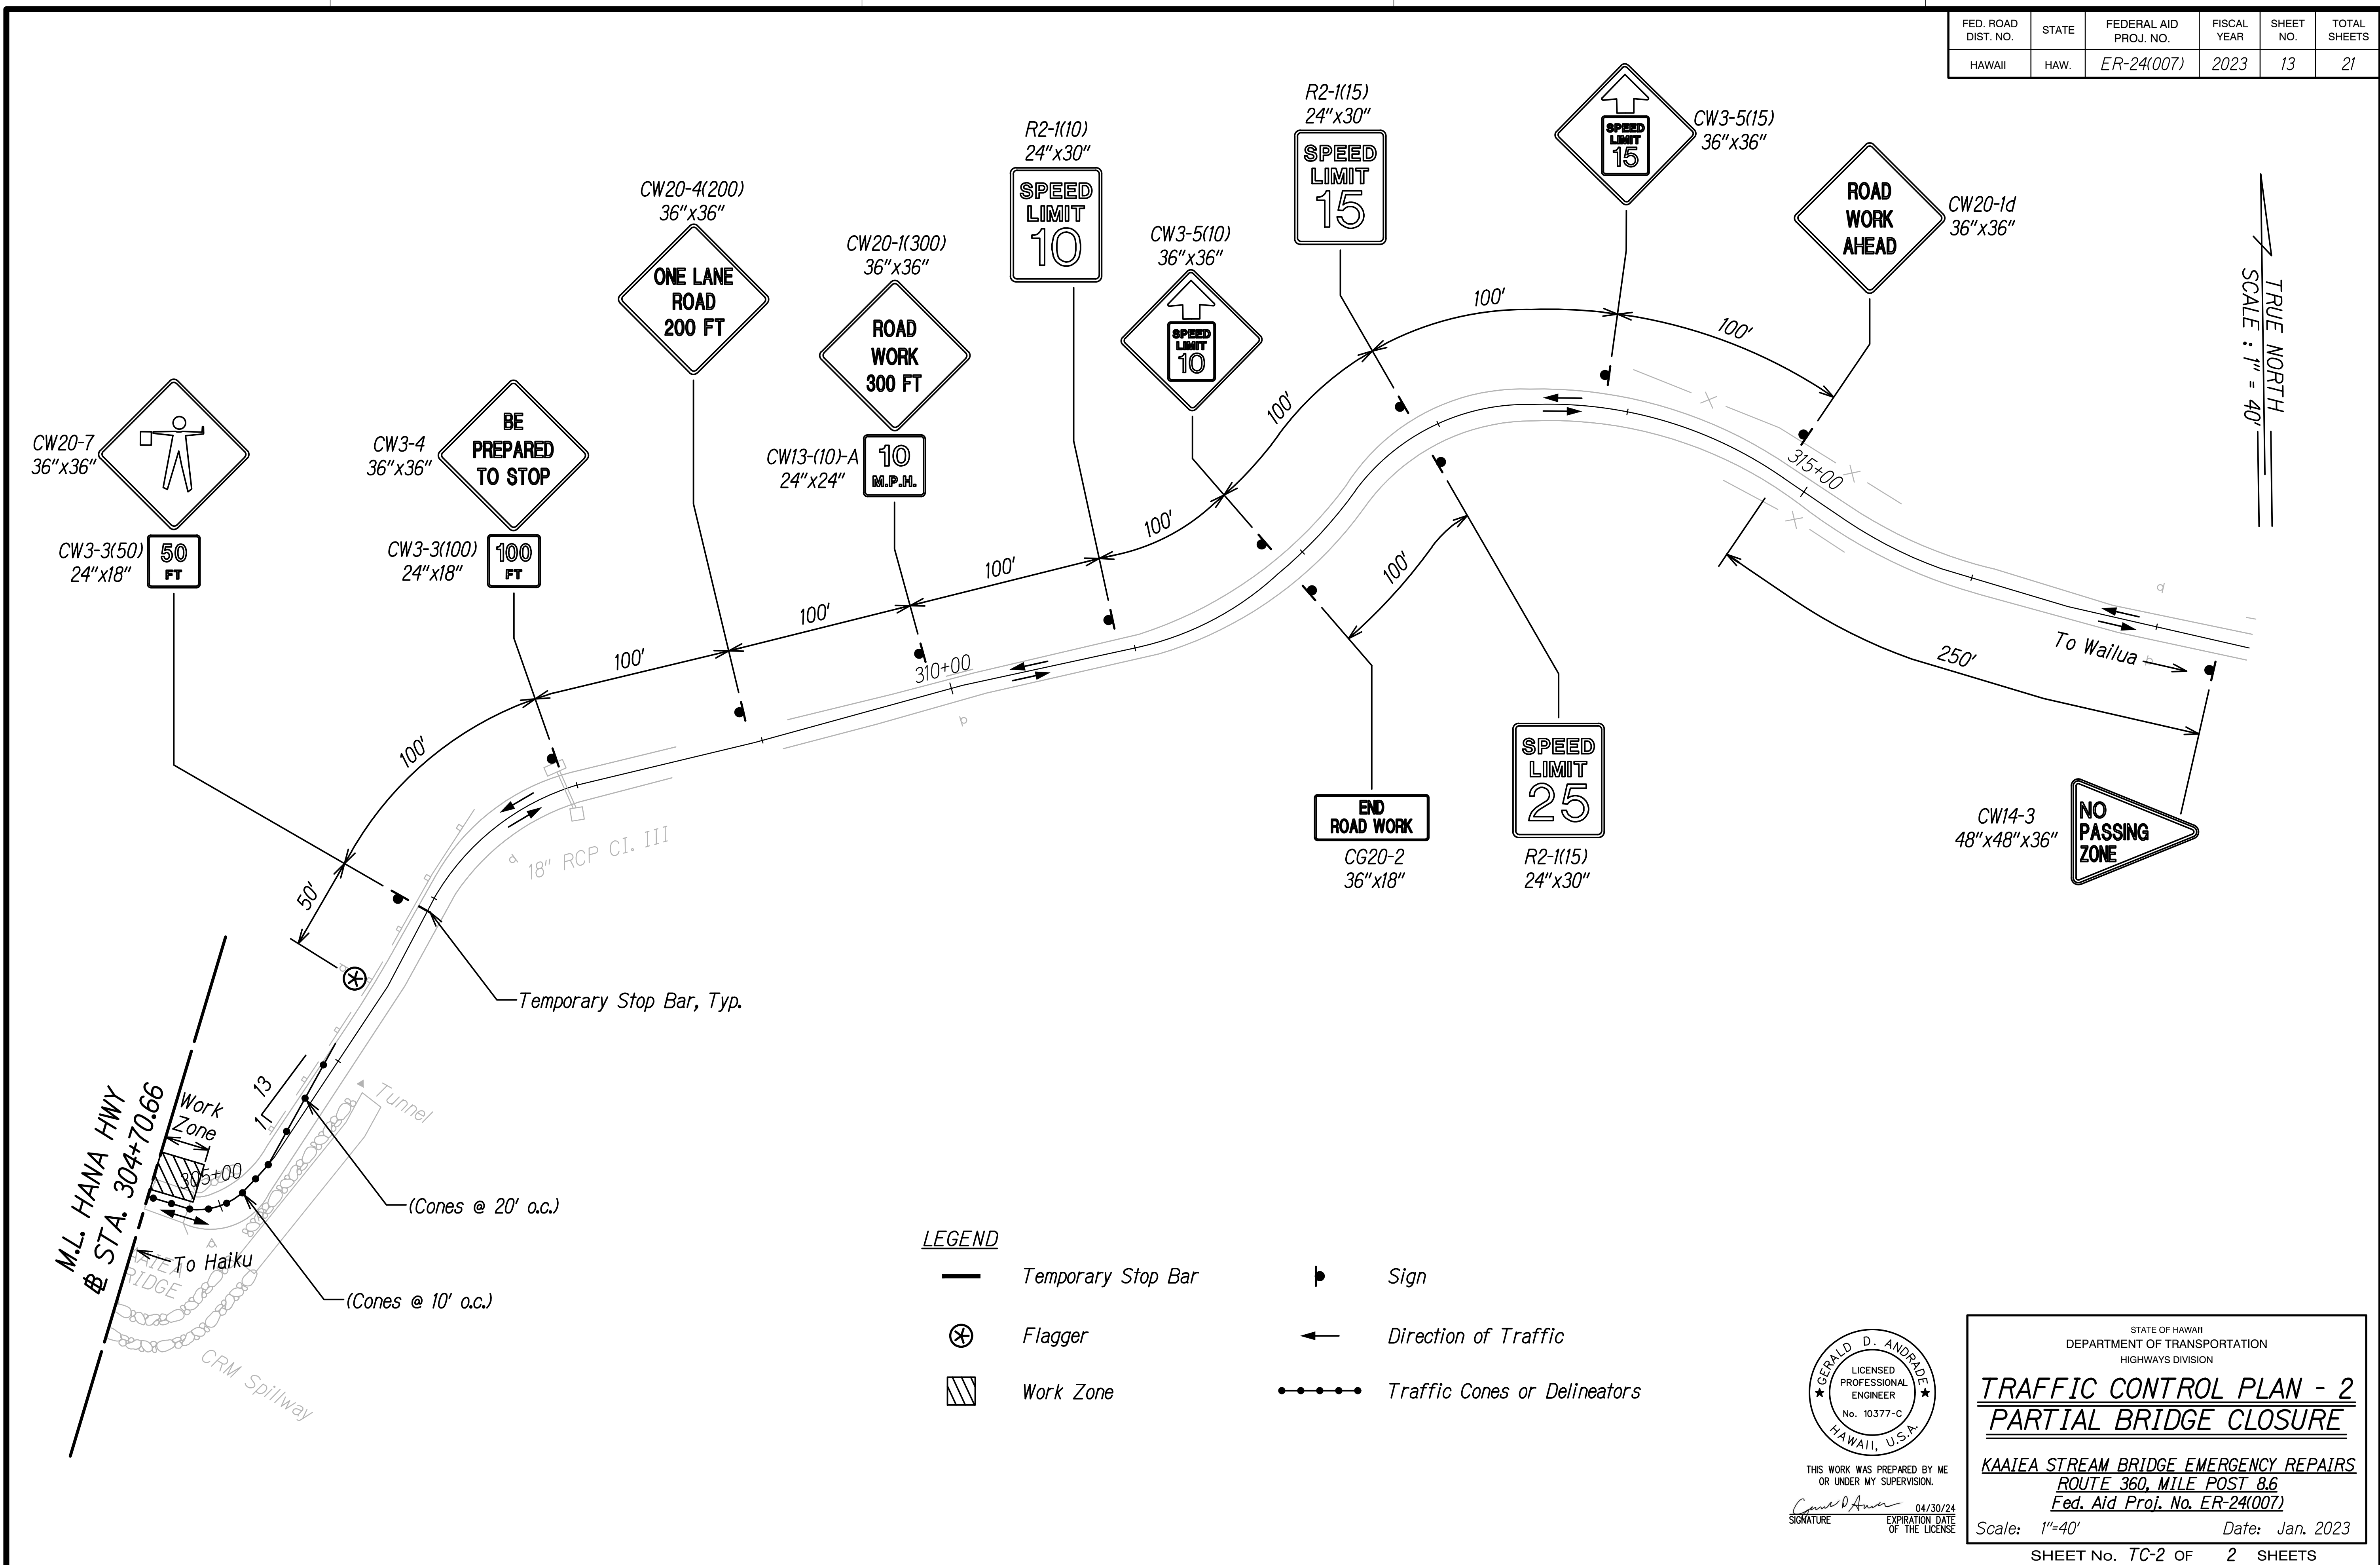 FED. ROAD
DIST. NO.
STATE
FEDERAL AID
PROJ. NO.
FISCAL
YEAR
SHEET
NO.
TOTAL
SHEETS
HAWAII
HAW.
ER-24(007)
2023
13
21
CW20-7
36"x36"
CW3-3(50)
24"x18"
50
FT
CW3-4
36"x36"
BE
PREPARED
TO STOP
CW3-3(100)
24"x18"
100
FT
CW20-4(200)
36"x36"
ONE LANE
ROAD
200 FT
CW20-1(300)
36"x36"
ROAD
WORK
300 FT
CW13-(10)-A
24"x24"
10
M.P.H.
R2-1(10)
24"x30"
SPEED
LIMIT
10
CW3-5(10)
36"x36"
SPEED
LIMIT
10
R2-1(15)
24"x30"
SPEED
LIMIT
15
SPEED
LIMIT
15
CW3-5(15)
36"x36"
ROAD
WORK
AHEAD
CW20-1d
36"x36"
TRUE NORTH
SCALE : 1" = 40'
50'
100'
100'
100'
100'
100'
100'
100'
100'
100'
250'
310+00
315+00
To Wailua
END
ROAD WORK
CG20-2
36"x18"
SPEED
LIMIT
25
R2-1(15)
24"x30"
CW14-3
48"x48"x36"
NO
PASSING
ZONE
18" RCP Cl. III
Temporary Stop Bar, Typ.
M.L. HANA HWY
B STA. 304+70.66
Work
Zone
1
13
305+00
Tunnel
(Cones @ 20' o.c.)
(Cones @ 10' o.c.)
To Haiku
CRM Spillway
LEGEND
Temporary Stop Bar
Sign
Flagger
Direction of Traffic
Work Zone
Traffic Cones or Delineators
GERALD D. ANDRADE
LICENSED
PROFESSIONAL
ENGINEER
No. 10377-C
HAWAII, U.S.A.
THIS WORK WAS PREPARED BY ME
OR UNDER MY SUPERVISION.
04/30/24
SIGNATURE
EXPIRATION DATE
OF THE LICENSE
STATE OF HAWAII
DEPARTMENT OF TRANSPORTATION
HIGHWAYS DIVISION
TRAFFIC CONTROL PLAN - 2
PARTIAL BRIDGE CLOSURE
KAAIEA STREAM BRIDGE EMERGENCY REPAIRS
ROUTE 360, MILE POST 8.6
Fed. Aid Proj. No. ER-24(007)
Scale: 1"=40'
Date: Jan. 2023
SHEET No. TC-2 OF 2 SHEETS